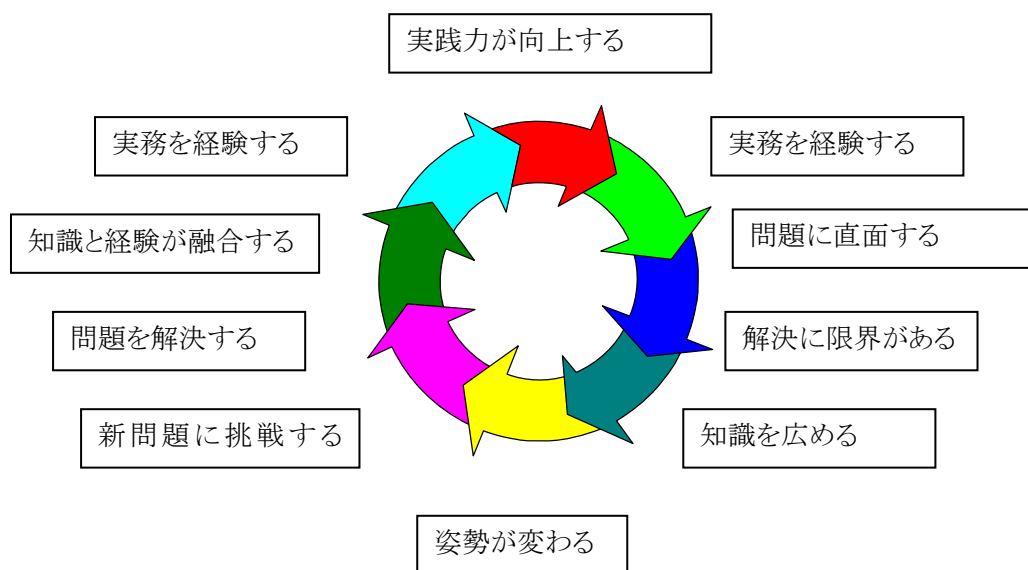 実践力が向上する
実務を経験する
実務を経験する
知識と経験が融合する
問題に直面する
問題を解決する
解決に限界がある
新問題に挑戦する
知識を広める
姿勢が変わる